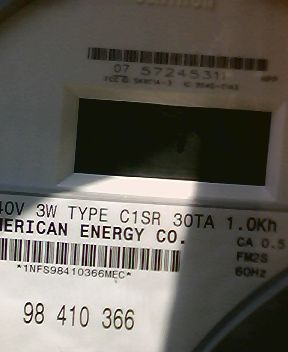 07 57245311
40V 3W TYPE C1SR 30TA 1.0Kh
MERICAN ENERGY CO.
CA 0.5
FM2S
60Hz
*1NFS98410366MEC*
98 410 366